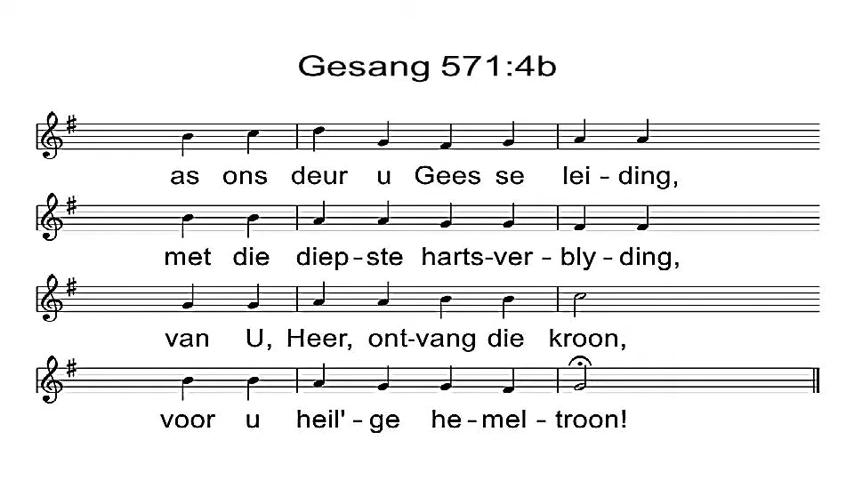 Gesang 571:4b
as ons deur u Gees se lei - ding,
met die diep - ste harts-ver - bly - ding,
van U, Heer, ont-vang die kroon,
voor u heil' - ge he - mel - troon!